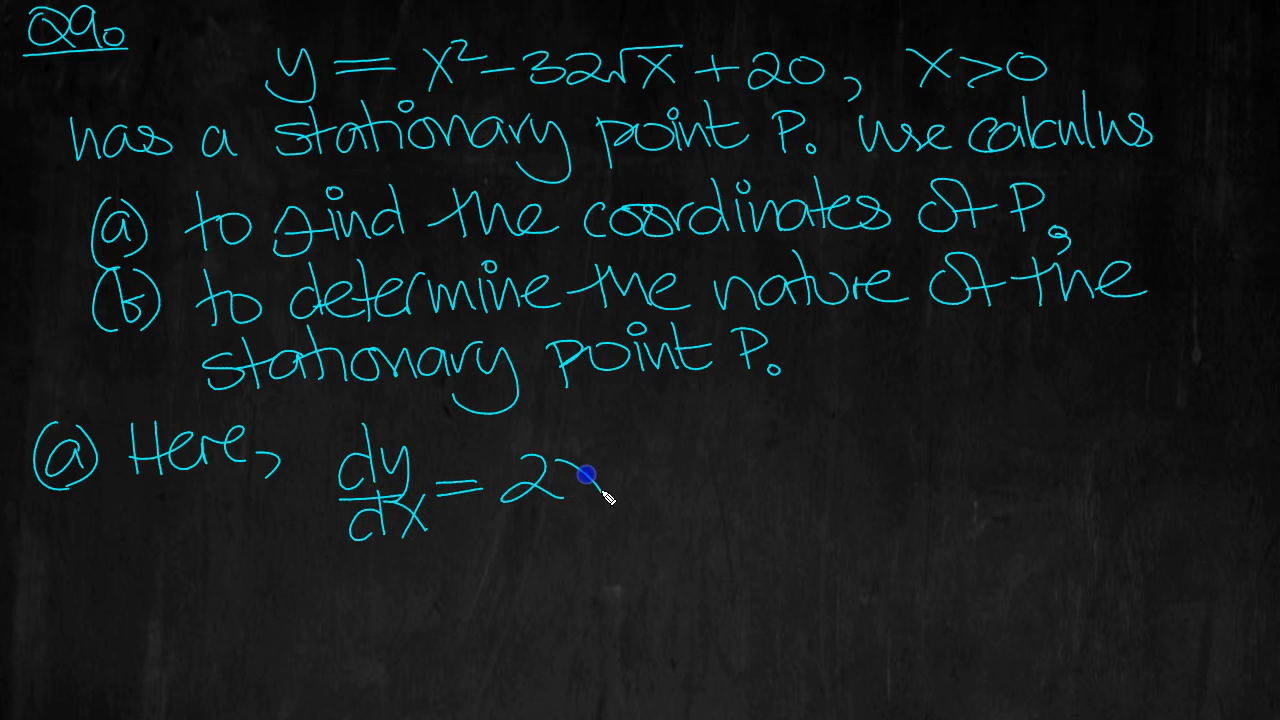 Q9.
y = x² - 32√x + 20, x > 0
has a stationary point P. use calculus
(a) to find the coordinates of P,
(b) to determine the nature of the
stationary point P.
(a) Here, dy/dx = 2